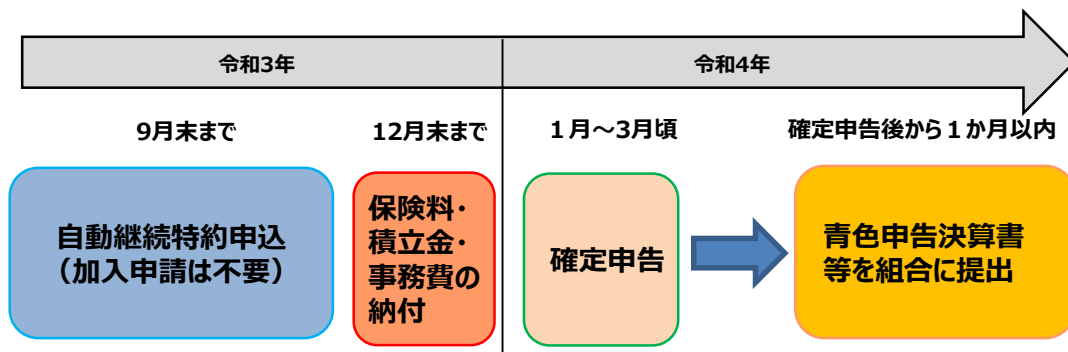 令和3年
令和4年
9月末まで
12月末まで
1月～3月頃
確定申告後から1か月以内
自動継続特約申込
（加入申請は不要）
保険料・
積立金・
事務費の
納付
確定申告
青色申告決算書
等を組合に提出